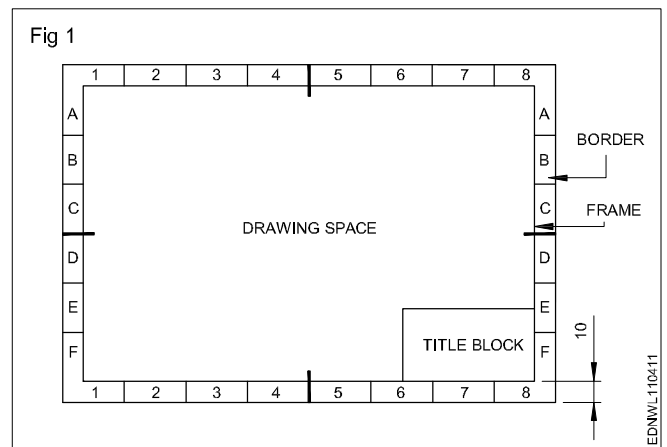 Fig 1
1 2 3 4 5 6 7 8
A A
B B
BORDER
C C
FRAME
DRAWING SPACE
D D
E E
10
TITLE BLOCK
F F
1 2 3 4 5 6 7 8
EDNWL110411